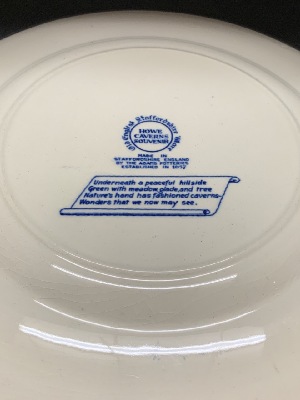 Old English Staffordshire Ware
HOWE
CAVERNS
SOUVENIR
MADE IN
STAFFORDSHIRE ENGLAND
BY THE ADAMS POTTERIES
ESTABLISHED IN 1657
Underneath a peaceful hillside
Green with meadow, glade, and tree
Nature's hand has fashioned caverns-
Wonders that we now may see.